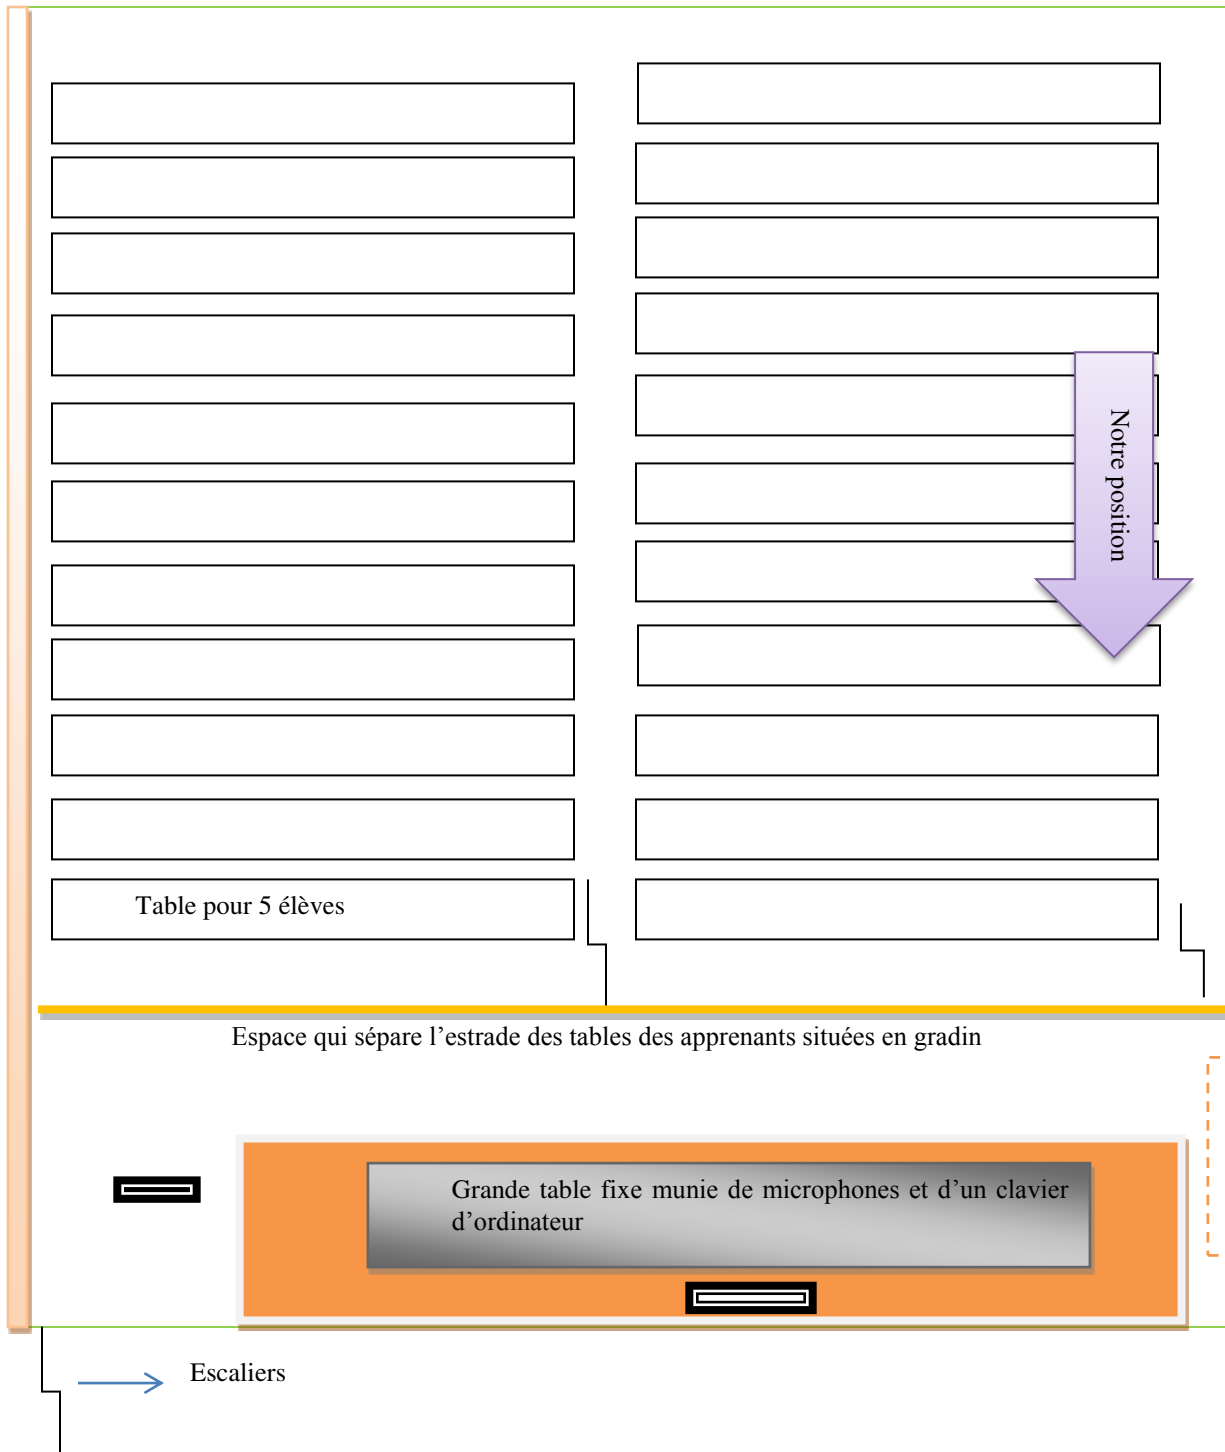 Notre position
Table pour 5 élèves
Espace qui sépare l’estrade des tables des apprenants situées en gradin
Grande table fixe munie de microphones et d’un clavier
d’ordinateur
Escaliers